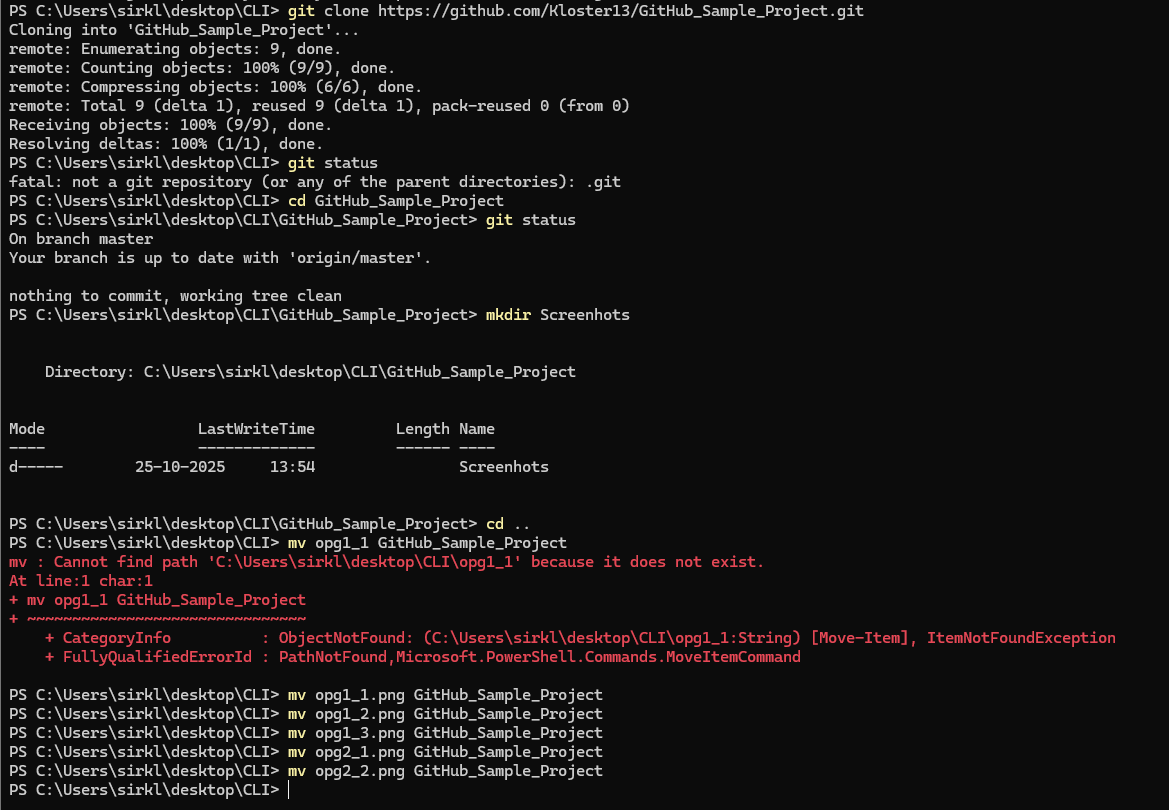 PS C:\Users\sirkl\desktop\CLI> git clone https://github.com/Kloster13/GitHub_Sample_Project.git
Cloning into 'GitHub_Sample_Project'...
remote: Enumerating objects: 9, done.
remote: Counting objects: 100% (9/9), done.
remote: Compressing objects: 100% (6/6), done.
remote: Total 9 (delta 1), reused 9 (delta 1), pack-reused 0 (from 0)
Receiving objects: 100% (9/9), done.
Resolving deltas: 100% (1/1), done.
PS C:\Users\sirkl\desktop\CLI> git status
fatal: not a git repository (or any of the parent directories): .git
PS C:\Users\sirkl\desktop\CLI> cd GitHub_Sample_Project
PS C:\Users\sirkl\desktop\CLI\GitHub_Sample_Project> git status
On branch master
Your branch is up to date with 'origin/master'.

nothing to commit, working tree clean
PS C:\Users\sirkl\desktop\CLI\GitHub_Sample_Project> mkdir Screenhots


    Directory: C:\Users\sirkl\desktop\CLI\GitHub_Sample_Project


Mode                 LastWriteTime         Length Name
----                 -------------         ------ ----
d-----        25-10-2025     13:54                Screenhots


PS C:\Users\sirkl\desktop\CLI\GitHub_Sample_Project> cd ..
PS C:\Users\sirkl\desktop\CLI> mv opg1_1 GitHub_Sample_Project
mv : Cannot find path 'C:\Users\sirkl\desktop\CLI\opg1_1' because it does not exist.
At line:1 char:1
+ mv opg1_1 GitHub_Sample_Project
+ ~~~~~~~~~~~~~~~~~~~~~~~~~~~~~~~
    + CategoryInfo          : ObjectNotFound: (C:\Users\sirkl\desktop\CLI\opg1_1:String) [Move-Item], ItemNotFoundException
    + FullyQualifiedErrorId : PathNotFound,Microsoft.PowerShell.Commands.MoveItemCommand

PS C:\Users\sirkl\desktop\CLI> mv opg1_1.png GitHub_Sample_Project
PS C:\Users\sirkl\desktop\CLI> mv opg1_2.png GitHub_Sample_Project
PS C:\Users\sirkl\desktop\CLI> mv opg1_3.png GitHub_Sample_Project
PS C:\Users\sirkl\desktop\CLI> mv opg2_1.png GitHub_Sample_Project
PS C:\Users\sirkl\desktop\CLI> mv opg2_2.png GitHub_Sample_Project
PS C:\Users\sirkl\desktop\CLI>